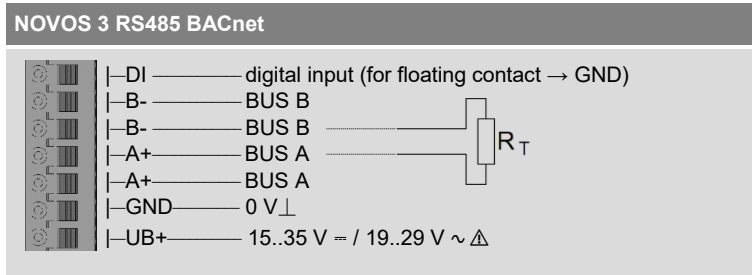 NOVOS 3 RS485 BACnet
DI digital input (for floating contact → GND)
B- BUS B
B- BUS B
A+ BUS A
A+ BUS A
RT
GND 0 V⊥
UB+ 15..35 V ⎓ / 19..29 V ~ ⚠